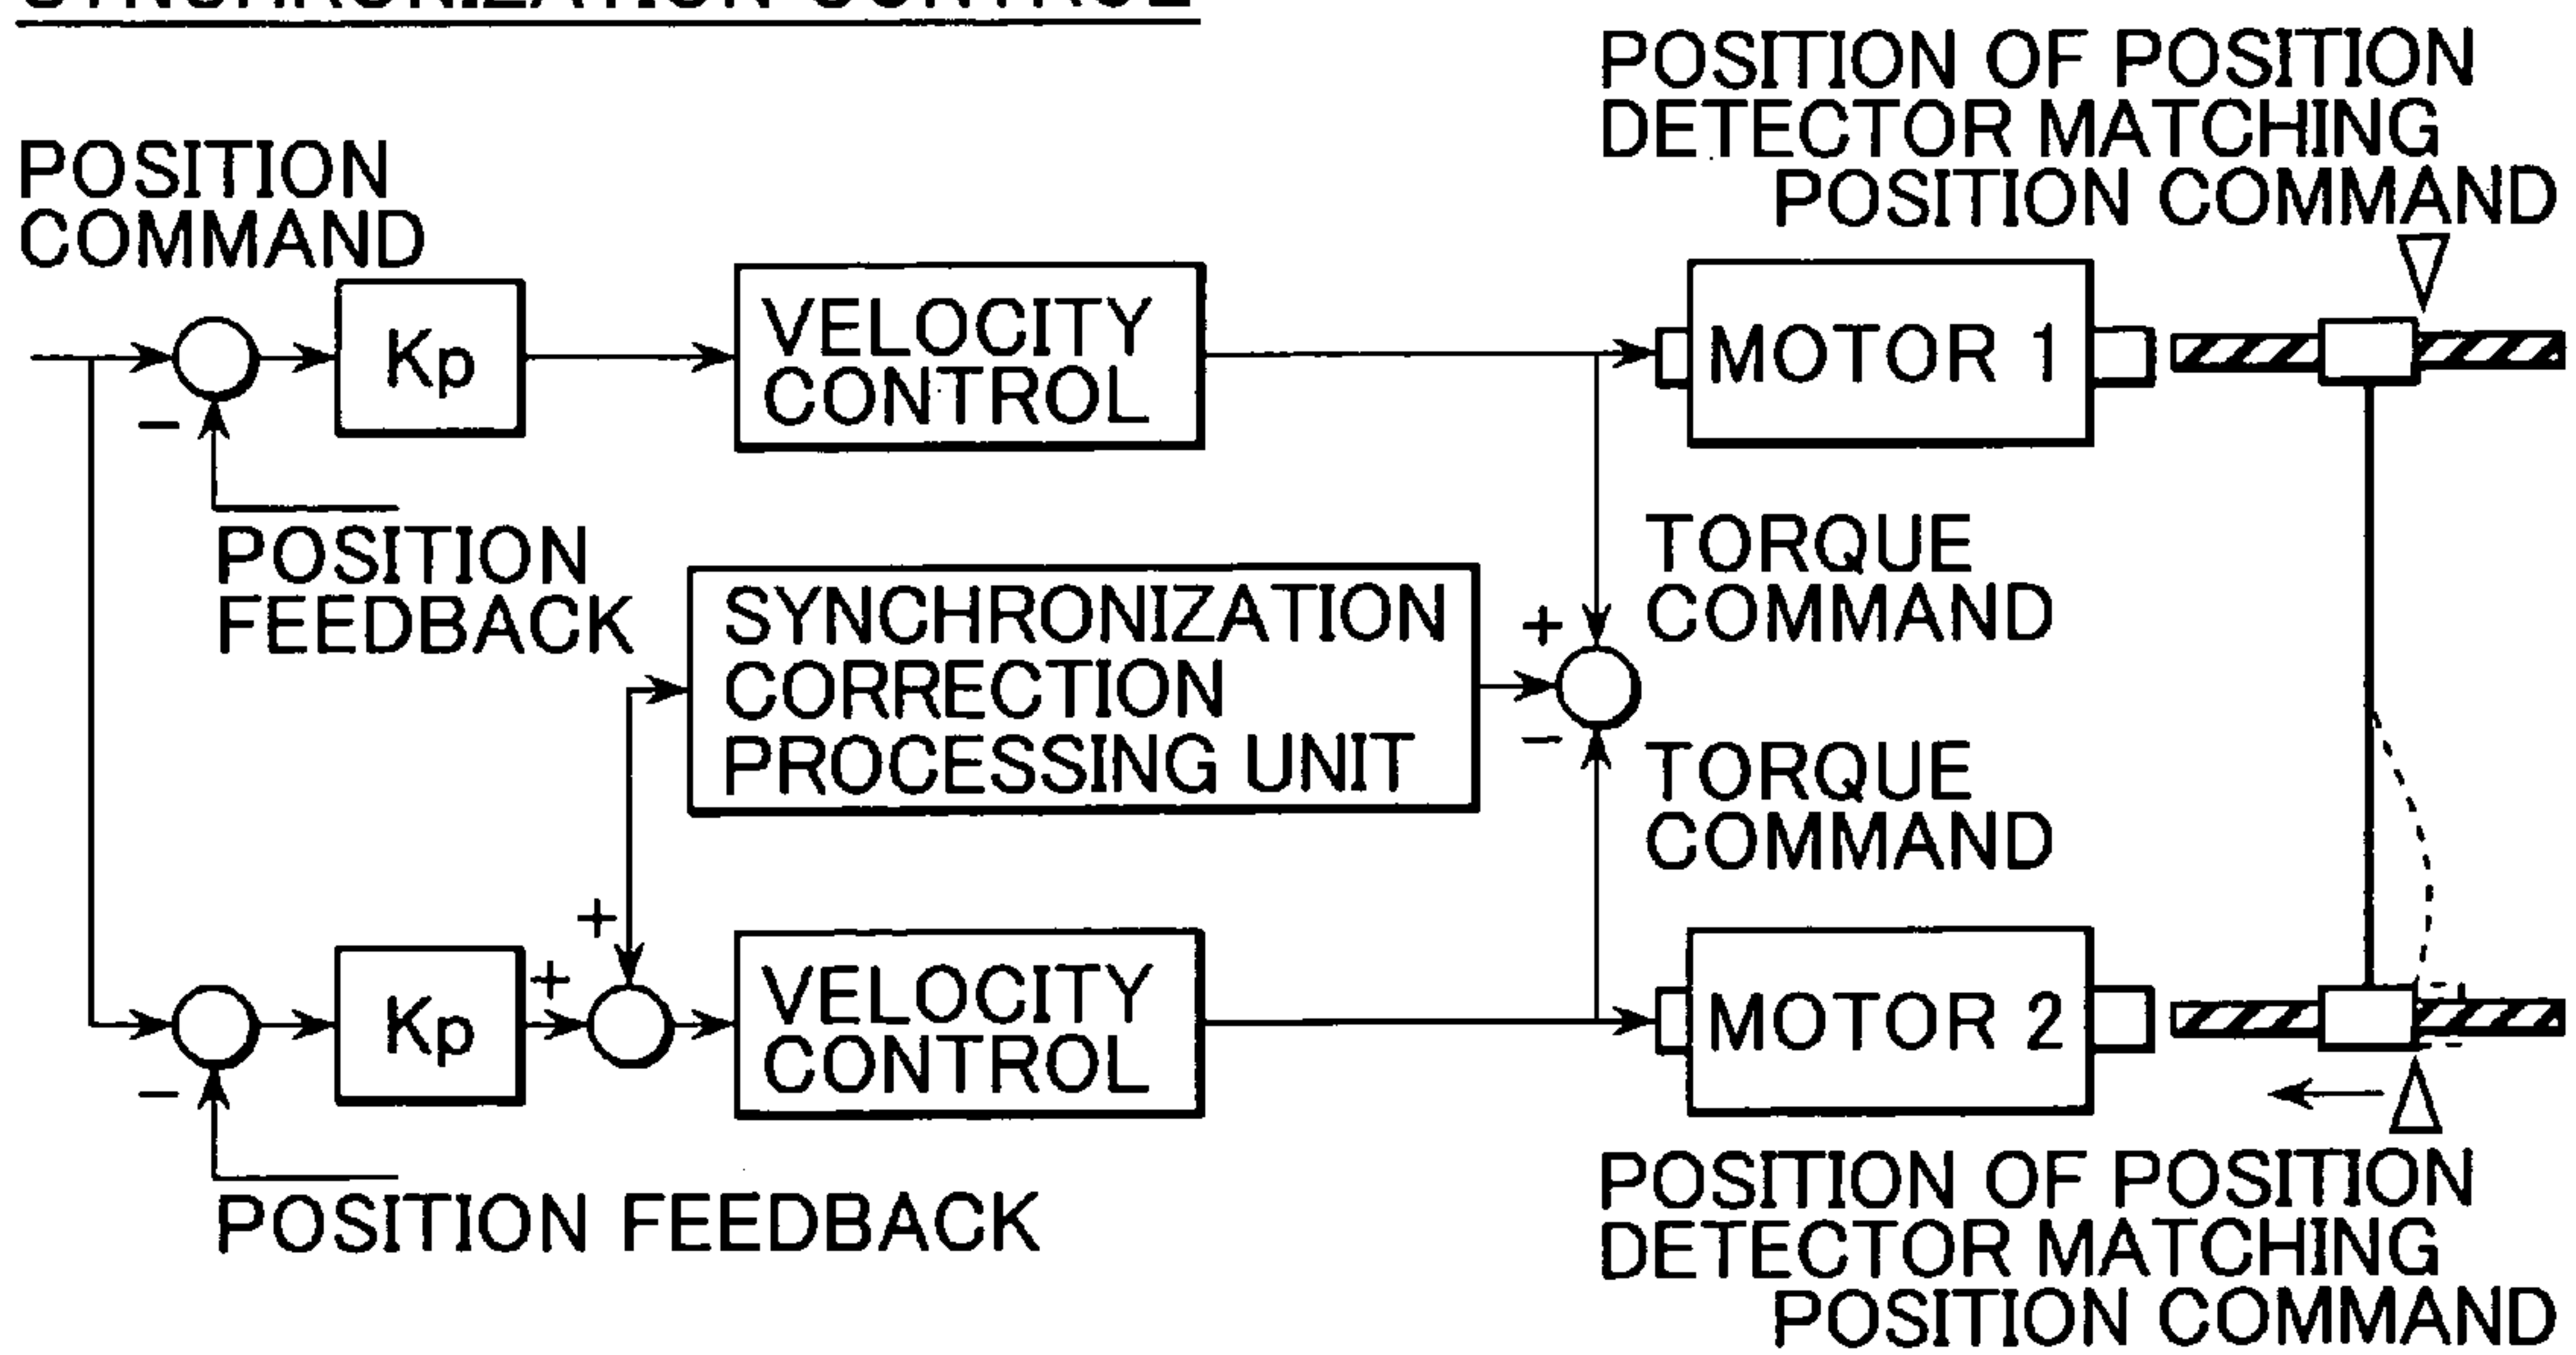 SYNCHRONIZATION CONTROL
POSITION OF POSITION
DETECTOR MATCHING
POSITION COMMAND
POSITION
COMMAND
Kp
VELOCITY
CONTROL
MOTOR 1
−
POSITION
FEEDBACK
TORQUE
COMMAND
SYNCHRONIZATION
CORRECTION
PROCESSING UNIT
+
−
TORQUE
COMMAND
+
+
Kp
VELOCITY
CONTROL
MOTOR 2
−
POSITION FEEDBACK
POSITION OF POSITION
DETECTOR MATCHING
POSITION COMMAND